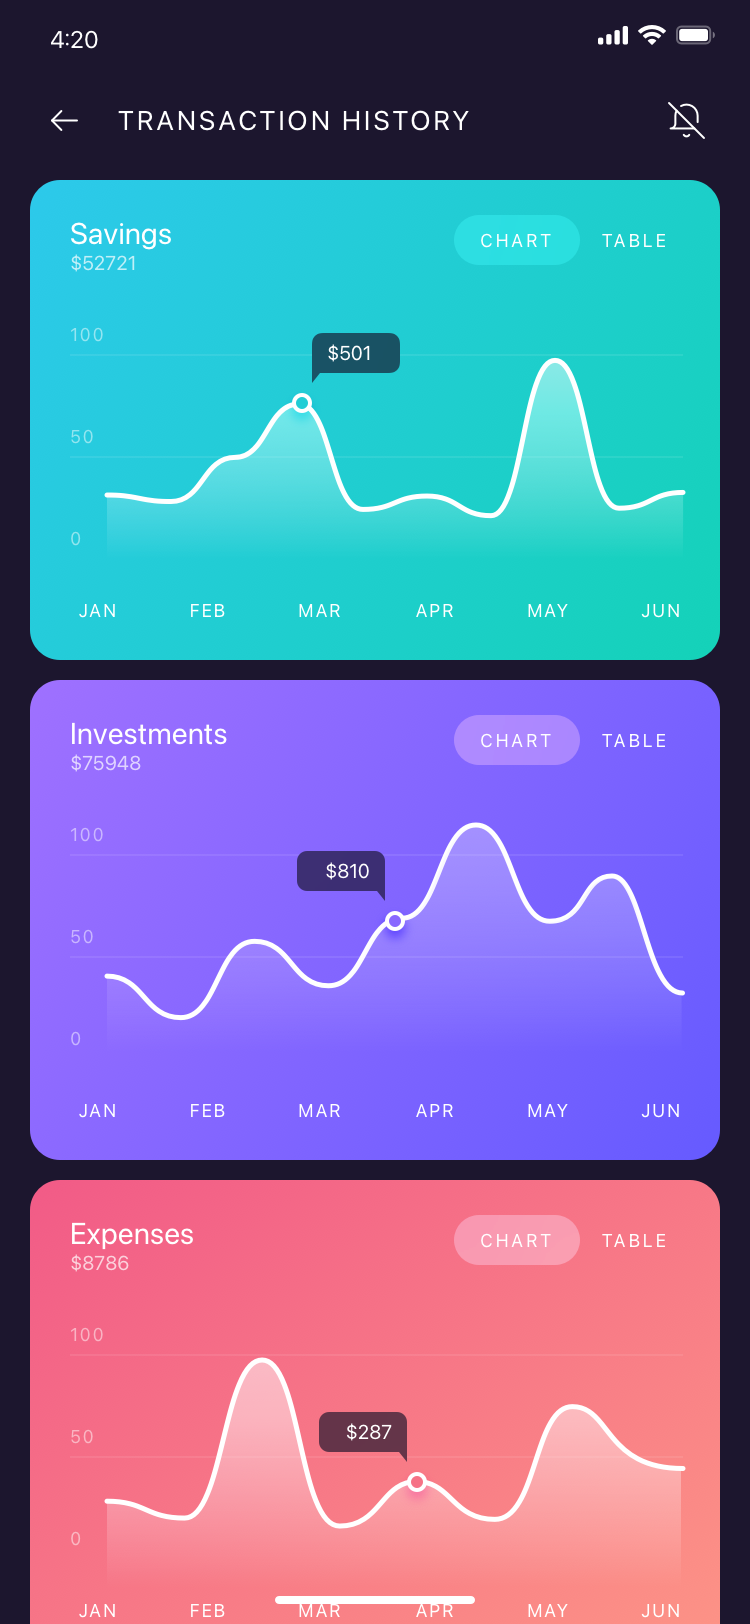 4:20
TRANSACTION HISTORY
Savings
$52721
CHART TABLE
100
$501
50
0
JAN FEB MAR APR MAY JUN
Investments
$75948
CHART TABLE
100
$810
50
0
JAN FEB MAR APR MAY JUN
Expenses
$8786
CHART TABLE
100
$287
50
0
JAN FEB MAR APR MAY JUN